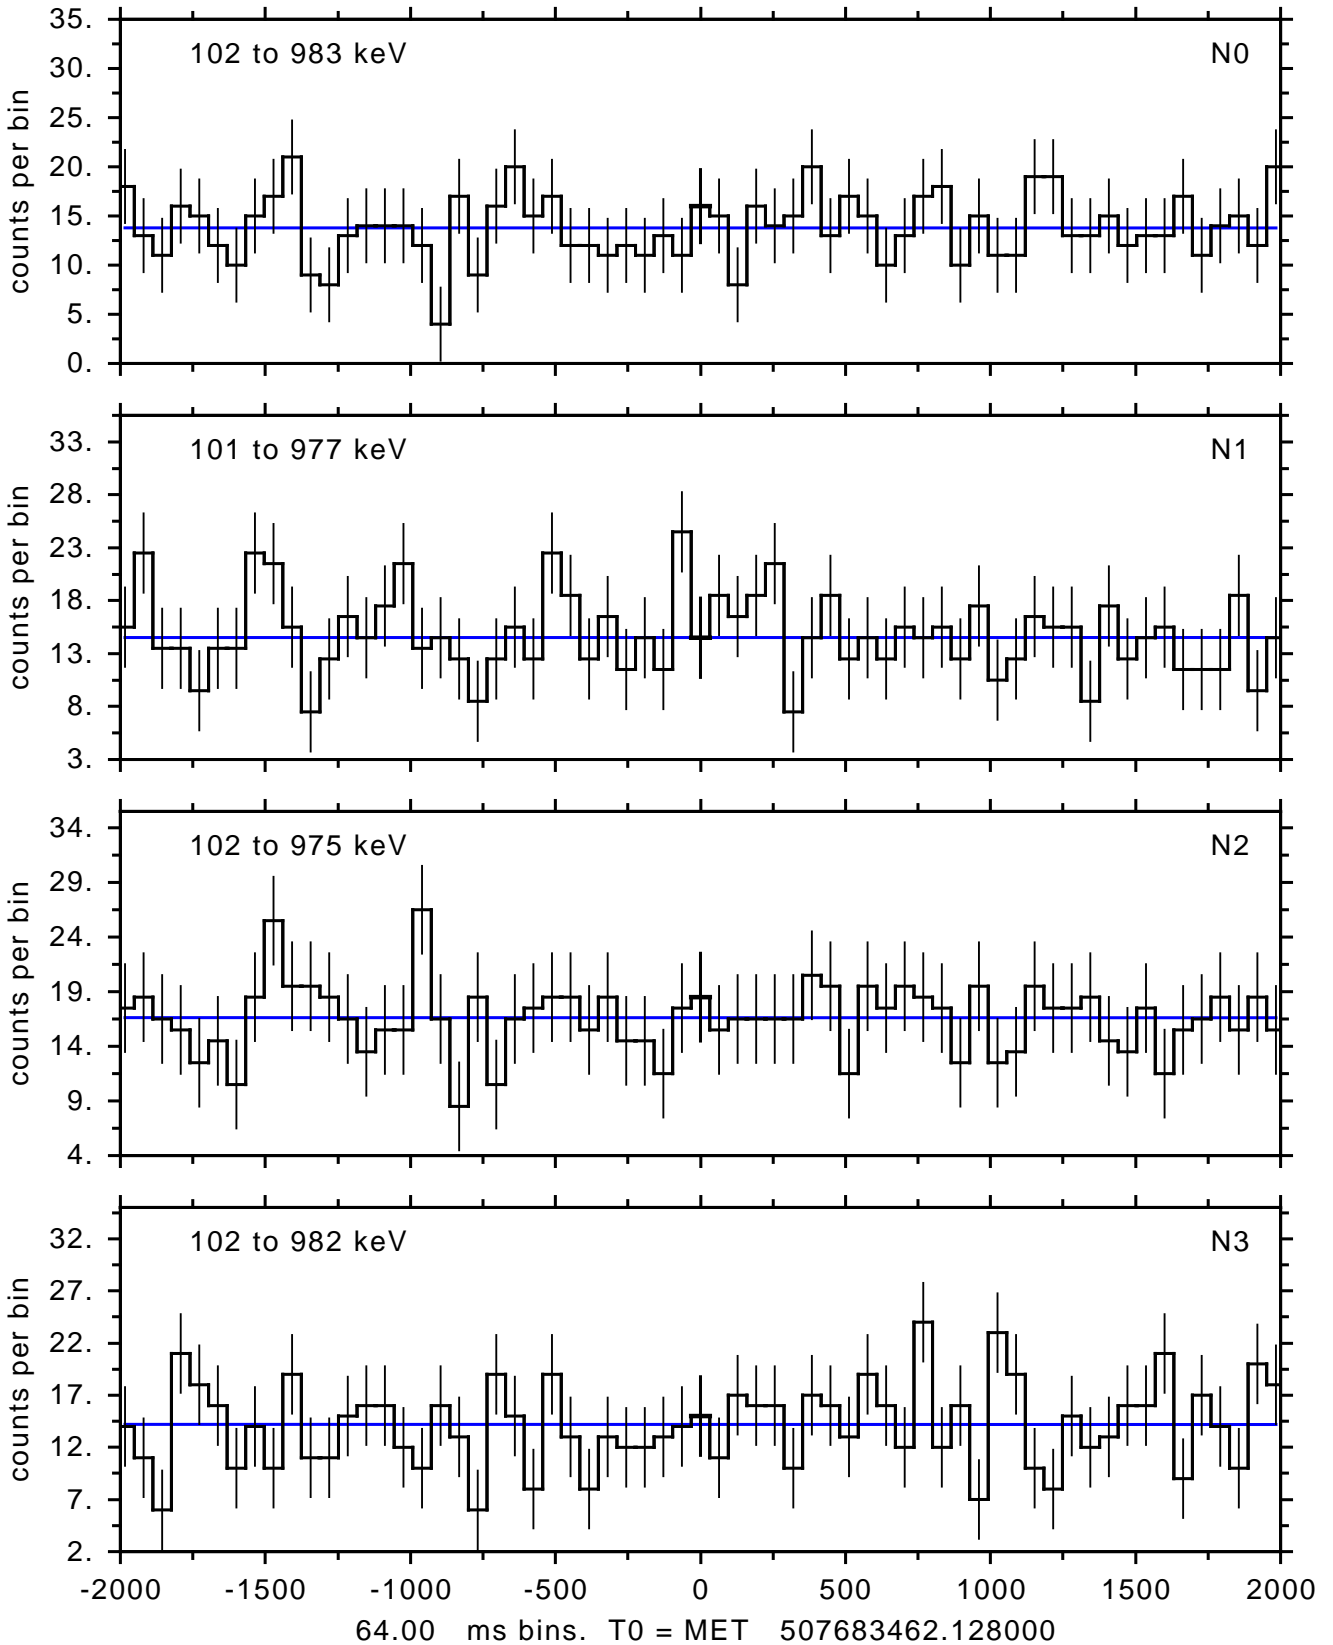 35.
102 to 983 keV N0
30.
25.
20.
15.
10.
5.
0.
counts per bin
33.
101 to 977 keV N1
28.
23.
18.
13.
8.
3.
counts per bin
34.
102 to 975 keV N2
29.
24.
19.
14.
9.
4.
counts per bin
32.
102 to 982 keV N3
27.
22.
17.
12.
7.
2.
counts per bin
-2000 -1500 -1000 -500 0 500 1000 1500 2000
64.00 ms bins. T0 = MET 507683462.128000